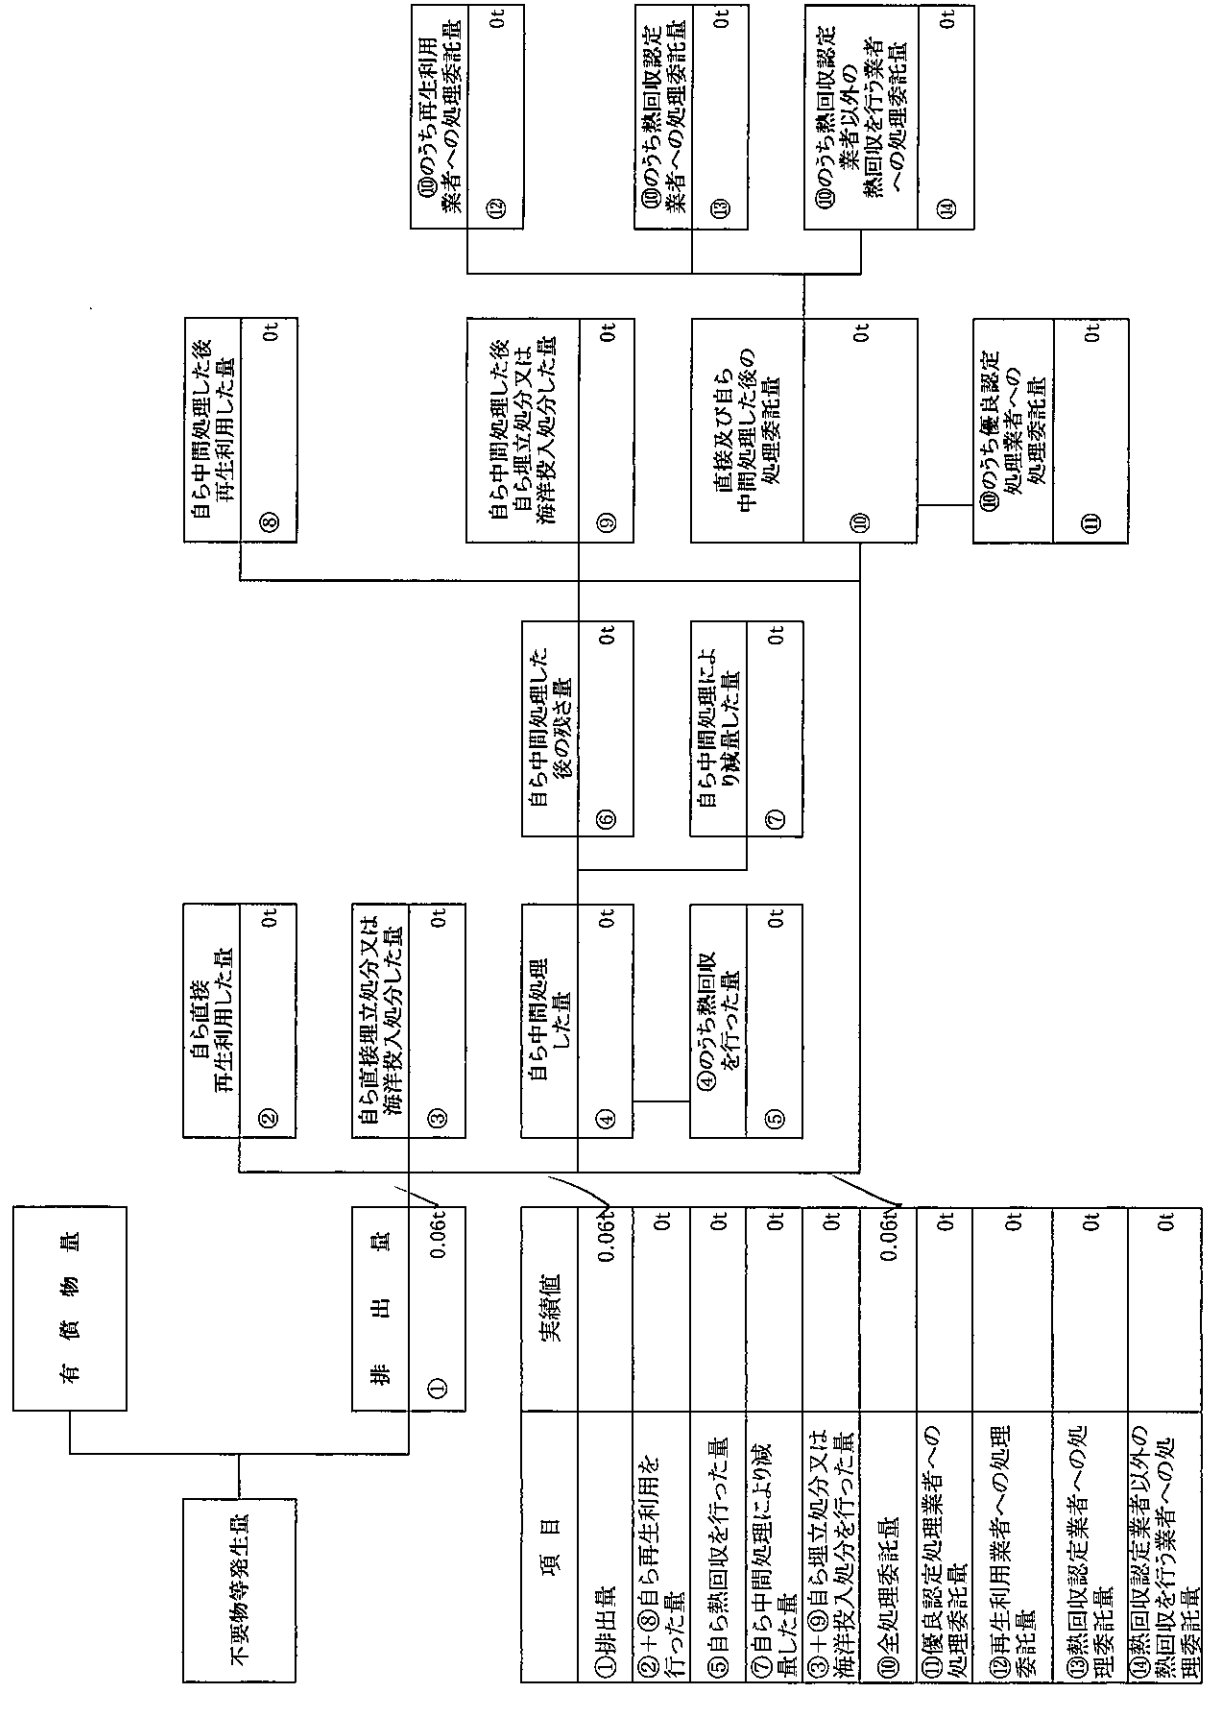 有償物量
不要物等発生量
排出量
① 0.06t
自ら直接
再生利用した量
② 0t
自ら直接埋立処分又は
海洋投入処分した量
③ 0t
自ら中間処理
した量
④ 0t
④のうち熱回収
を行った量
⑤ 0t
自ら中間処理した
後の残さ量
⑥ 0t
自ら中間処理によ
り減量した量
⑦ 0t
自ら中間処理した後
再生利用した量
⑧ 0t
自ら中間処理した後
自ら埋立処分又は
海洋投入処分した量
⑨ 0t
直接及び自ら
中間処理した後の
処理委託量
⑩ 0t
⑩のうち優良認定
処理業者への
処理委託量
⑪ 0t
⑩のうち再生利用
業者への処理委託量
⑫ 0t
⑩のうち熱回収認定
業者への処理委託量
⑬ 0t
⑩のうち熱回収認定
業者以外の
熱回収を行う業者
への処理委託量
⑭ 0t
項目 実績値
①排出量 0.06t
②+⑧自ら再生利用を
行った量 0t
⑤自ら熱回収を行った量 0t
⑦自ら中間処理により減
量した量 0t
③+⑨自ら埋立処分又は
海洋投入処分を行った量 0t
⑩全処理委託量 0.06t
⑪優良認定処理業者への
処理委託量 0t
⑫再生利用業者への処理
委託量 0t
⑬熱回収認定業者への処
理委託量 0t
⑭熱回収認定業者以外の
熱回収を行う業者への処
理委託量 0t